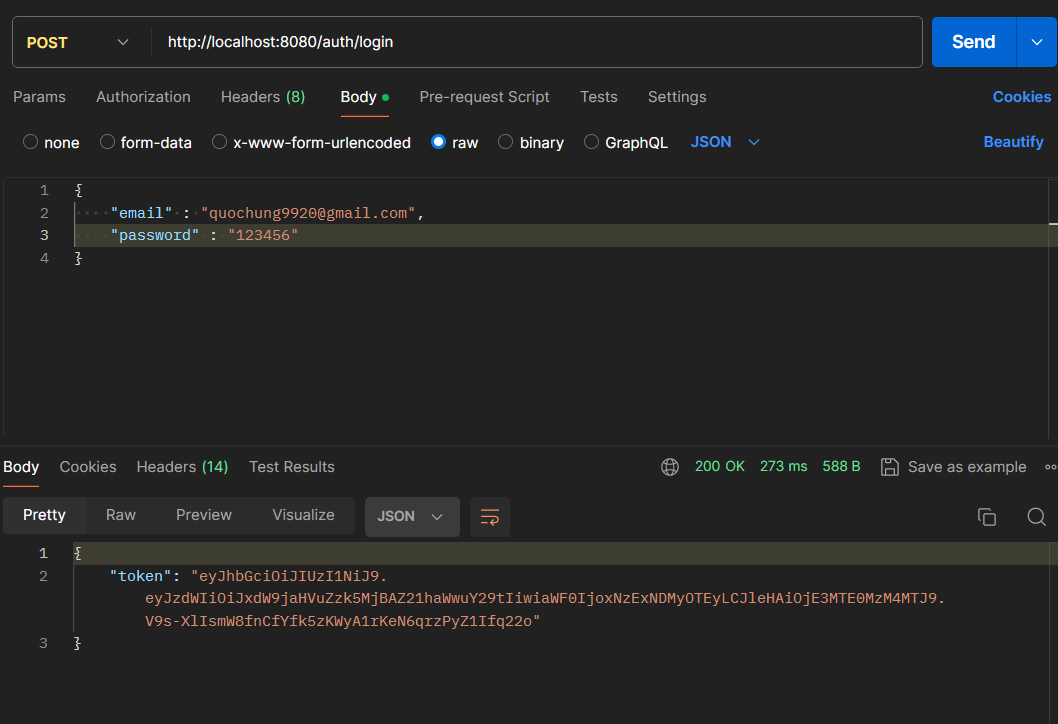 POST http://localhost:8080/auth/login Send
Params Authorization Headers (8) Body Pre-request Script Tests Settings Cookies
none form-data x-www-form-urlencoded raw binary GraphQL JSON Beautify
1 {
2 "email" : "quochung9920@gmail.com",
3 "password" : "123456"
4 }
Body Cookies Headers (14) Test Results 200 OK 273 ms 588 B Save as example
Pretty Raw Preview Visualize JSON
1 {
2 "token": "eyJhbGciOiJIUzI1NiJ9.
eyJzdWIiOiJxdW9jaHVuZzk5MjBAZ21haWwuY29tIiwiaWF0IjoxNzExNDMyOTEyLCJleHAiOjE3MTE0MzM4MTJ9.
V9s-XlIsmW8fnCfYfk5zKWyA1rKeN6qrzPyZ1Ifq22o"
3 }